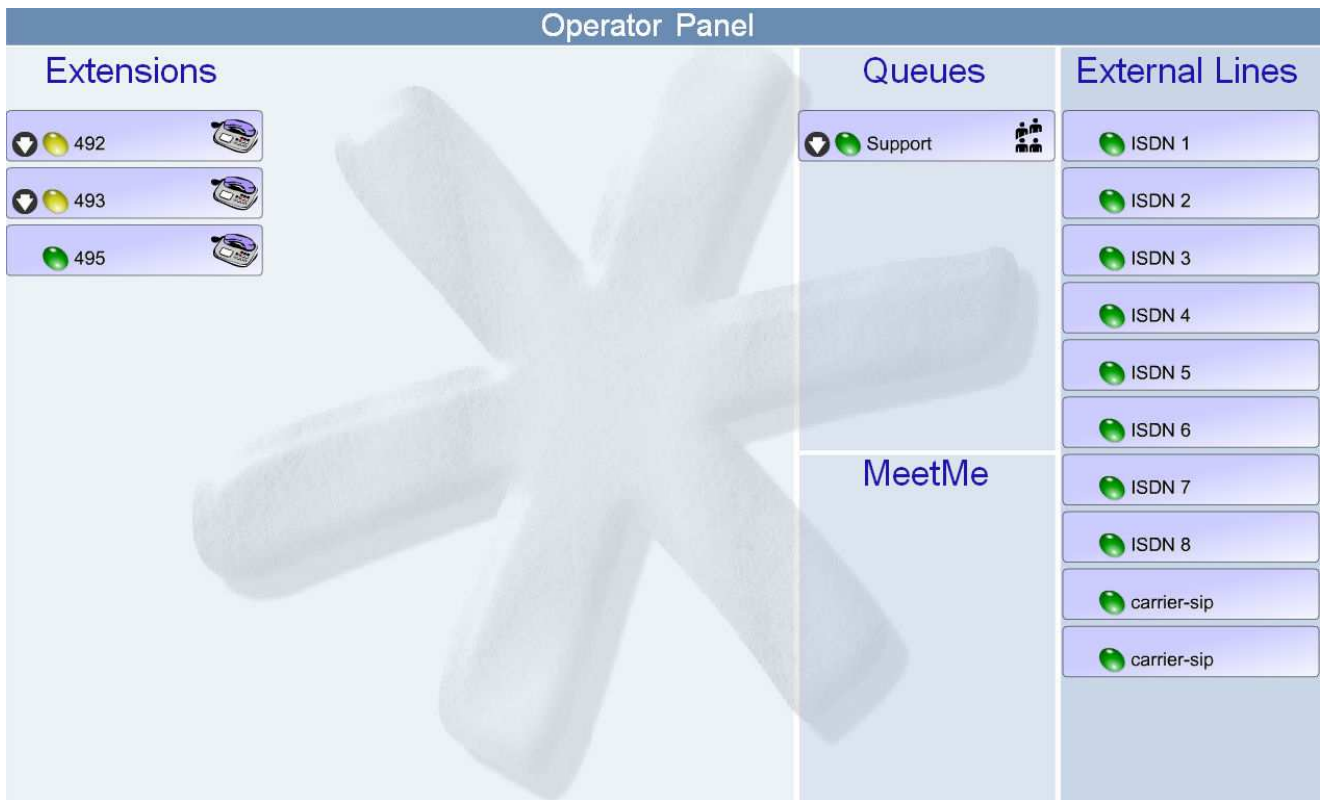 Operator Panel
Extensions
492
493
495
Queues
Support
MeetMe
External Lines
ISDN 1
ISDN 2
ISDN 3
ISDN 4
ISDN 5
ISDN 6
ISDN 7
ISDN 8
carrier-sip
carrier-sip